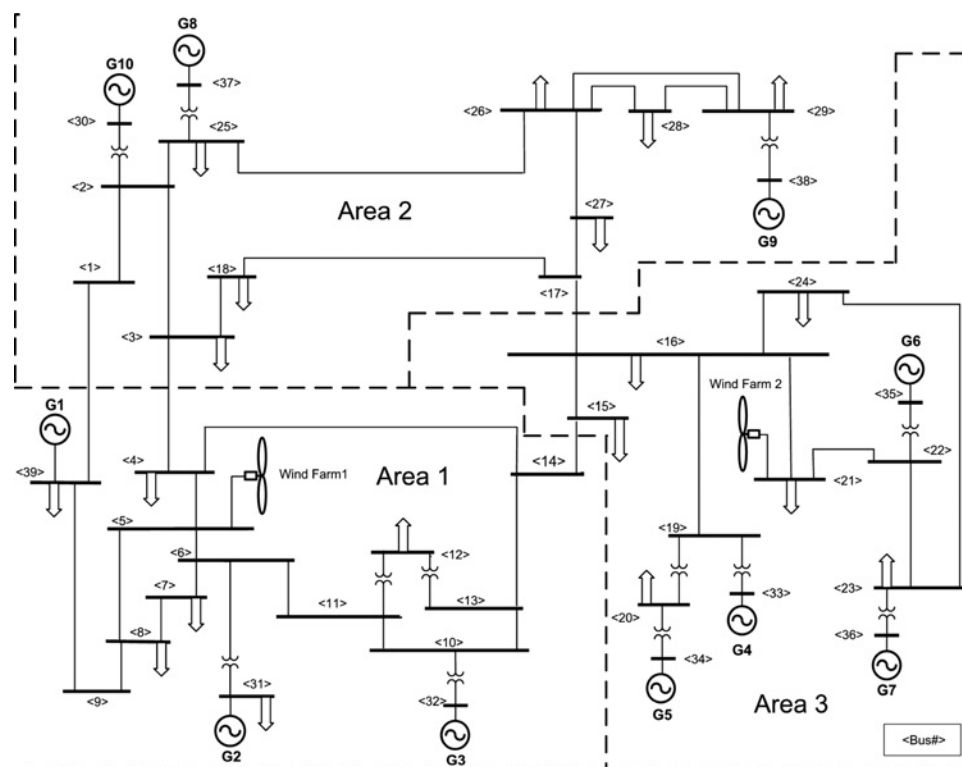 G8
G10
<37>
<30>
<25>
<26>
<28>
<29>
<2>
<38>
Area 2
<27>
G9
<1>
<18>
<17>
<24>
<3>
<16>
G6
Wind Farm 2
<35>
G1
<15>
<4>
<14>
<22>
<39>
Wind Farm1
Area 1
<21>
<5>
<19>
<6>
<12>
<7>
<11>
<13>
<33>
<23>
<8>
<20>
<10>
G4
<36>
<34>
<31>
<9>
<32>
G5
G7
Area 3
G2
G3
<Bus#>